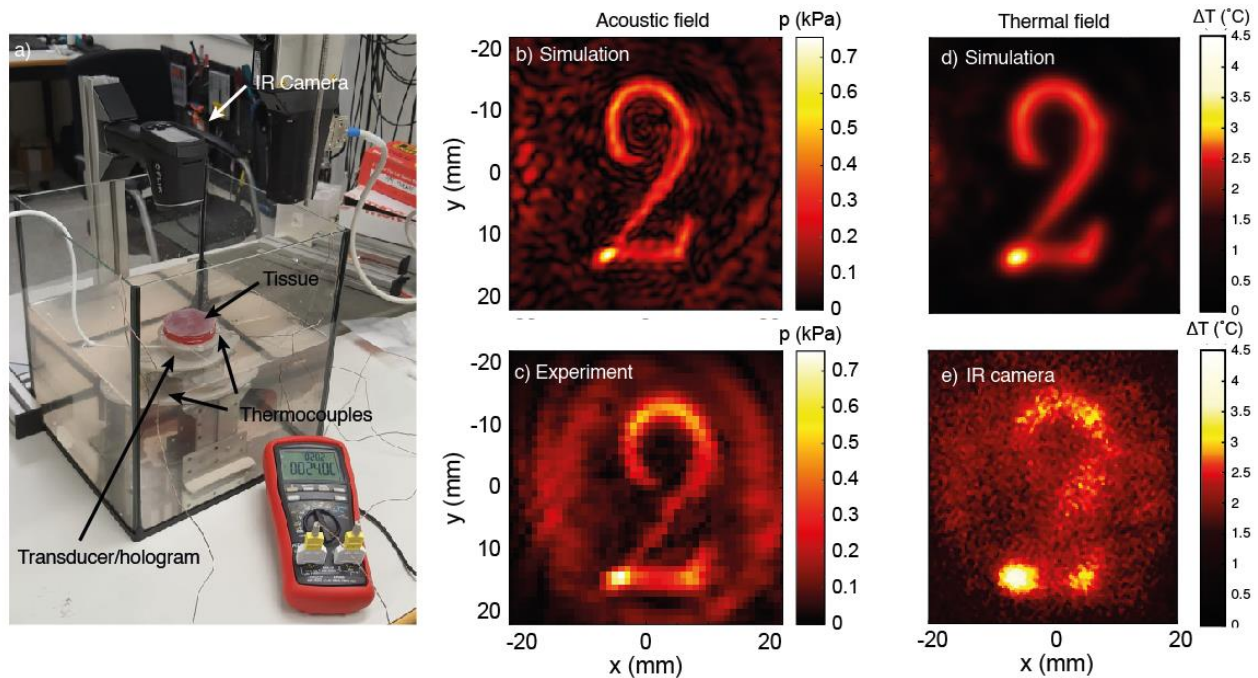 a)
IR Camera
Tissue
Thermocouples
Transducer/hologram
FLIR
Acoustic field
p (kPa)
b) Simulation
-20
-10
0
10
20
y (mm)
0.7
0.6
0.5
0.4
0.3
0.2
0.1
0
p (kPa)
c) Experiment
-20
-10
0
10
20
y (mm)
-20 0 20
x (mm)
0.7
0.6
0.5
0.4
0.3
0.2
0.1
0
Thermal field
ΔT (˚C)
d) Simulation
4.5
4
3.5
3
2.5
2
1.5
1
0.5
0
ΔT (˚C)
e) IR camera
-20 0 20
x (mm)
4.5
4
3.5
3
2.5
2
1.5
1
0.5
0